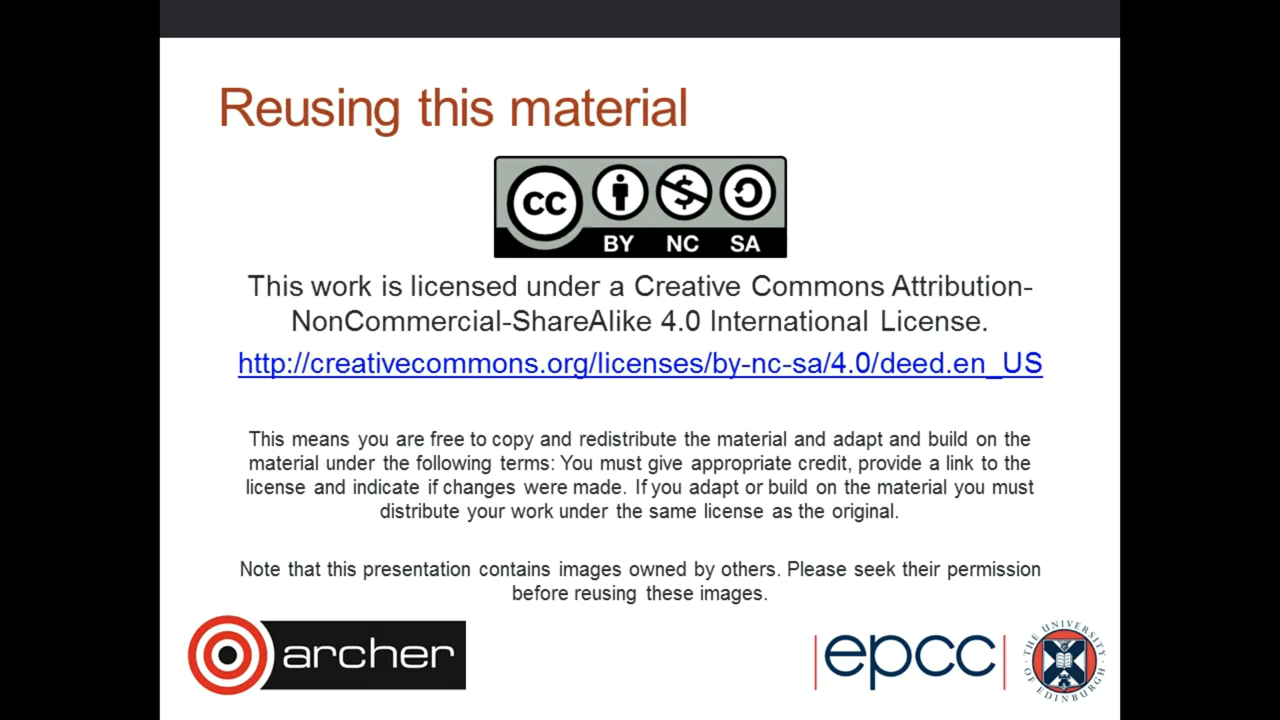 Reusing this material
CC
BY NC SA
This work is licensed under a Creative Commons Attribution-
NonCommercial-ShareAlike 4.0 International License.
http://creativecommons.org/licenses/by-nc-sa/4.0/deed.en_US
This means you are free to copy and redistribute the material and adapt and build on the
material under the following terms: You must give appropriate credit, provide a link to the
license and indicate if changes were made. If you adapt or build on the material you must
distribute your work under the same license as the original.
Note that this presentation contains images owned by others. Please seek their permission
before reusing these images.
archer
epcc
THE UNIVERSITY
OF EDINBURGH